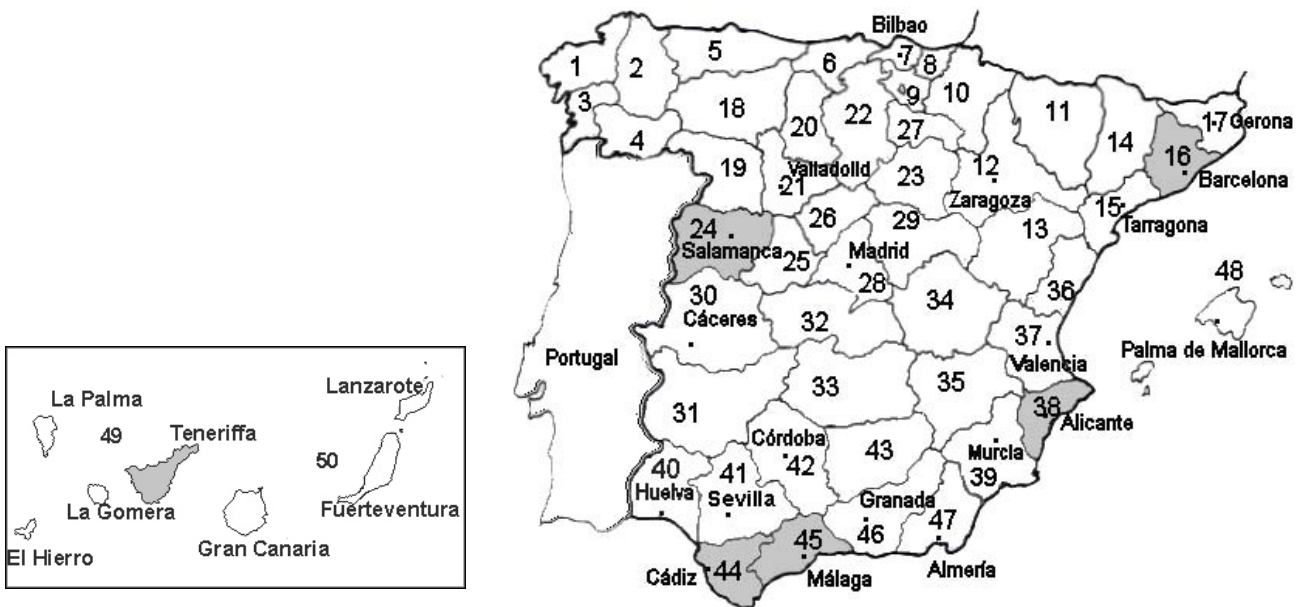 Bilbao
5
7
8
1
2
6
3
9
10
11
18
22
17
Gerona
20
27
14
4
16
Valladolid
12
19
21
23
Barcelona
Zaragoza
15
26
29
24
13
Tarragona
Salamanca
Madrid
25
48
28
30
36
34
Cáceres
32
37
Portugal
Valencia
Palma de Mallorca
33
35
38
31
Alicante
Córdoba
43
Murcia
40
41
42
39
Huelva
Sevilla
Granada
47
46
45
44
Cádiz
Málaga
Almería
Lanzarote
La Palma
49
Teneriffa
50
La Gomera
Fuerteventura
El Hierro
Gran Canaria